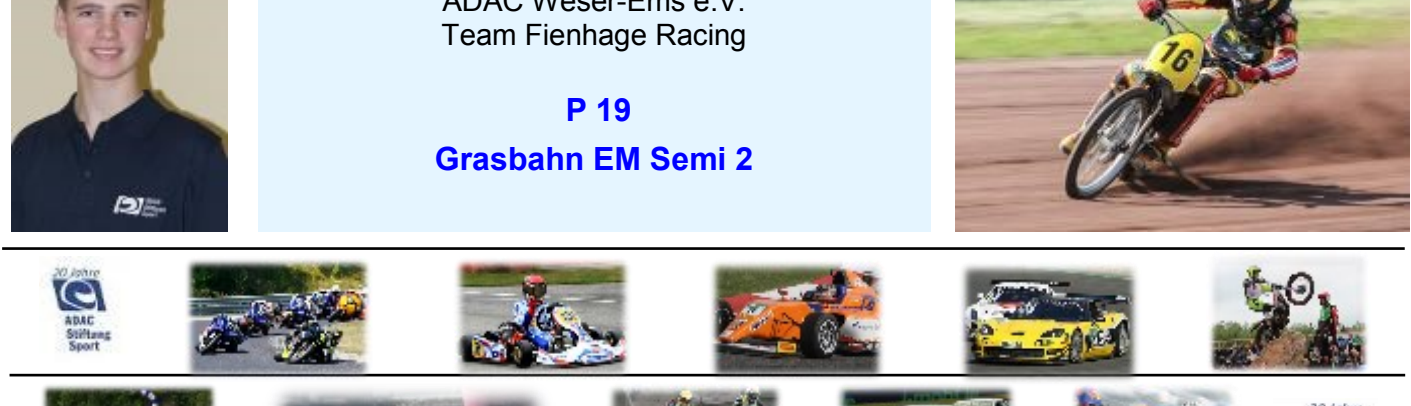 ADAC Weser-Ems e.V.
Team Fienhage Racing
P 19
Grasbahn EM Semi 2
16
20 Jahre
ADAC
Stiftung
Sport